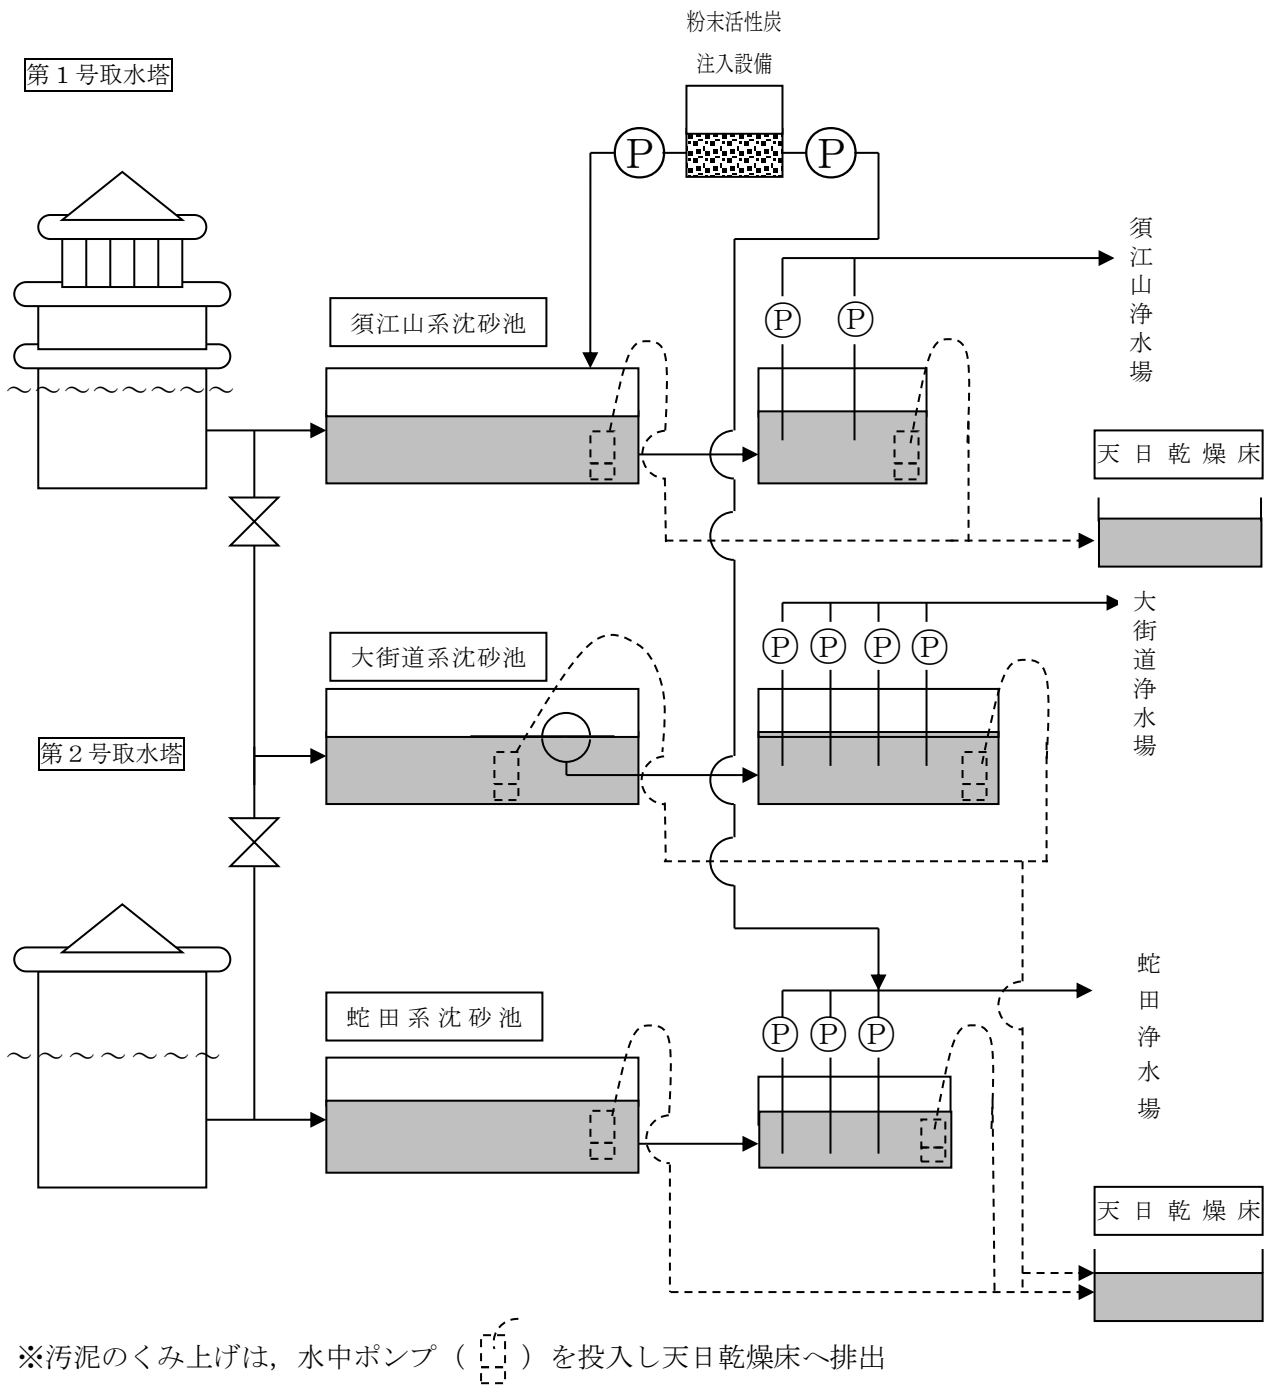 粉末活性炭
注入設備
第１号取水塔
Ｐ
Ｐ
須江山浄水場
Ｐ
Ｐ
須江山系沈砂池
天日乾燥床
大街道浄水場
Ｐ
Ｐ
Ｐ
Ｐ
大街道系沈砂池
第２号取水塔
蛇田浄水場
蛇田系沈砂池
Ｐ
Ｐ
Ｐ
天日乾燥床
※汚泥のくみ上げは，水中ポンプ（　）を投入し天日乾燥床へ排出